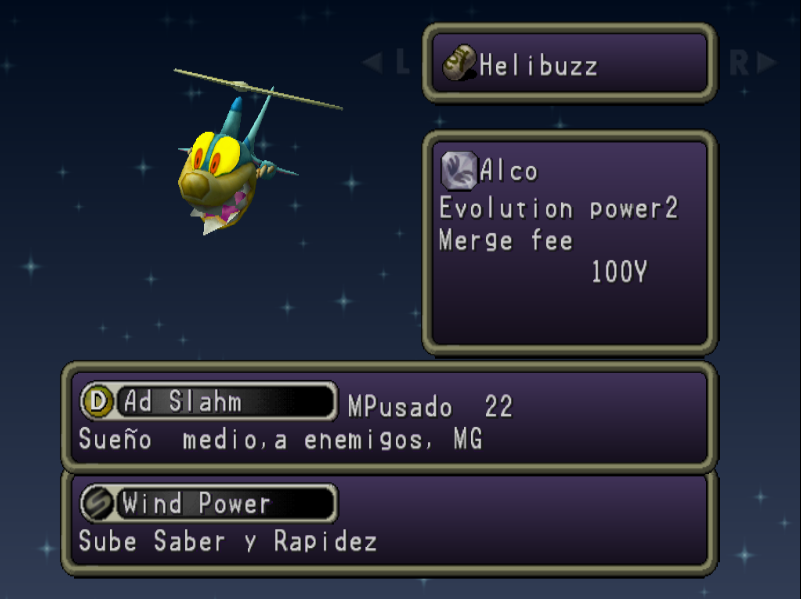 L
R
Helibuzz
Alco
Evolution power2
Merge fee
100Y
D Ad Slahm MPusado 22
Sueño medio,a enemigos, MG
S Wind Power
Sube Saber y Rapidez